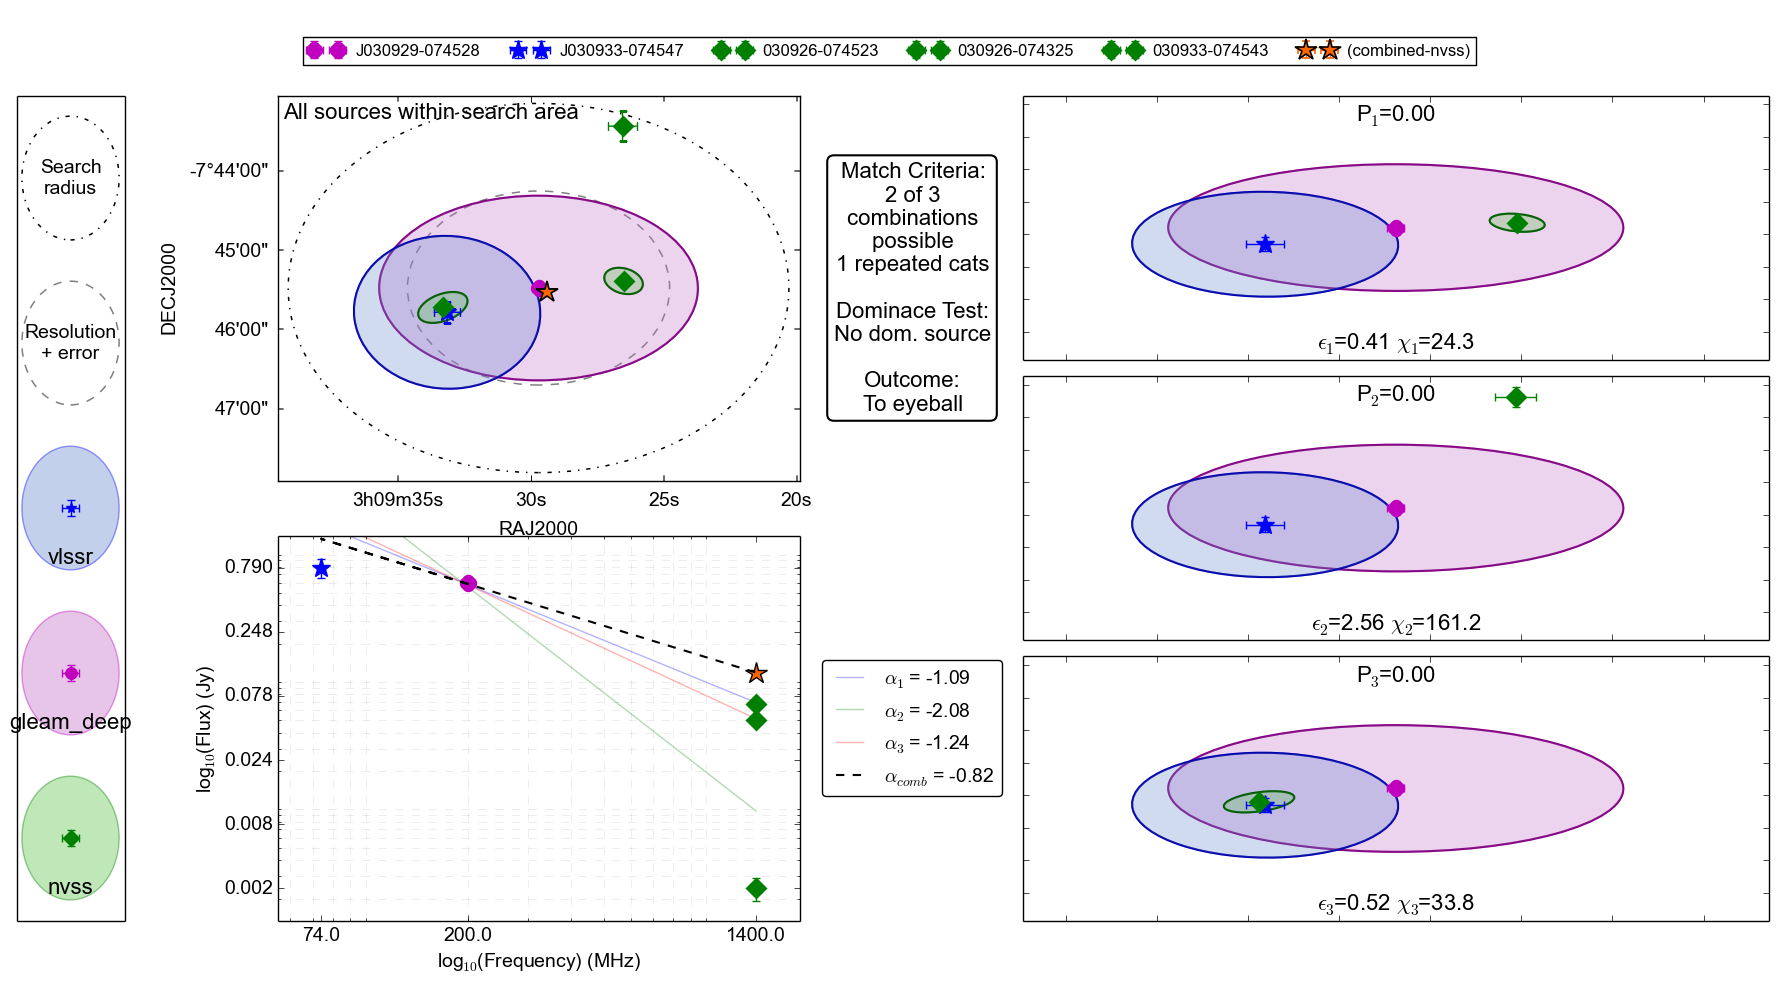 J030929-074528 J030933-074547 030926-074523 030926-074325 030933-074543 (combined-nvss)
Search
radius
Resolution
+ error
vlssr
gleam_deep
nvss
All sources within search area
DECJ2000
-7°44'00"
45'00"
46'00"
47'00"
3h09m35s 30s 25s 20s
RAJ2000
Match Criteria:
2 of 3
combinations
possible
1 repeated cats
Dominace Test:
No dom. source
Outcome:
To eyeball
log10(Flux) (Jy)
0.790
0.248
0.078
0.024
0.008
0.002
74.0 200.0 1400.0
log10(Frequency) (MHz)
α1 = -1.09
α2 = -2.08
α3 = -1.24
αcomb = -0.82
P1=0.00
ϵ1=0.41 χ1=24.3
P2=0.00
ϵ2=2.56 χ2=161.2
P3=0.00
ϵ3=0.52 χ3=33.8